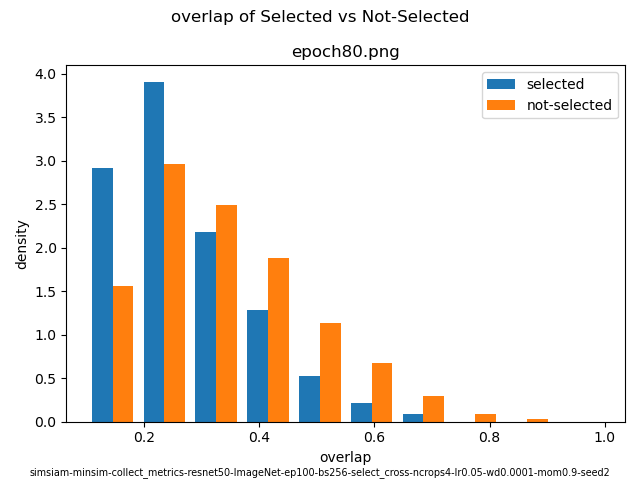 overlap of Selected vs Not-Selected
epoch80.png
selected
not-selected
density
4.0
3.5
3.0
2.5
2.0
1.5
1.0
0.5
0.0
0.2
0.4
0.6
0.8
1.0
overlap
simsiam-minsim-collect_metrics-resnet50-ImageNet-ep100-bs256-select_cross-ncrops4-lr0.05-wd0.0001-mom0.9-seed2